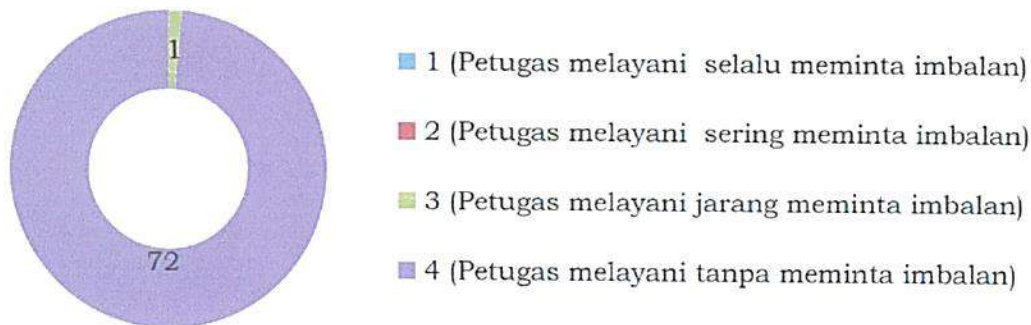 1
72
1 (Petugas melayani selalu meminta imbalan)
2 (Petugas melayani sering meminta imbalan)
3 (Petugas melayani jarang meminta imbalan)
4 (Petugas melayani tanpa meminta imbalan)